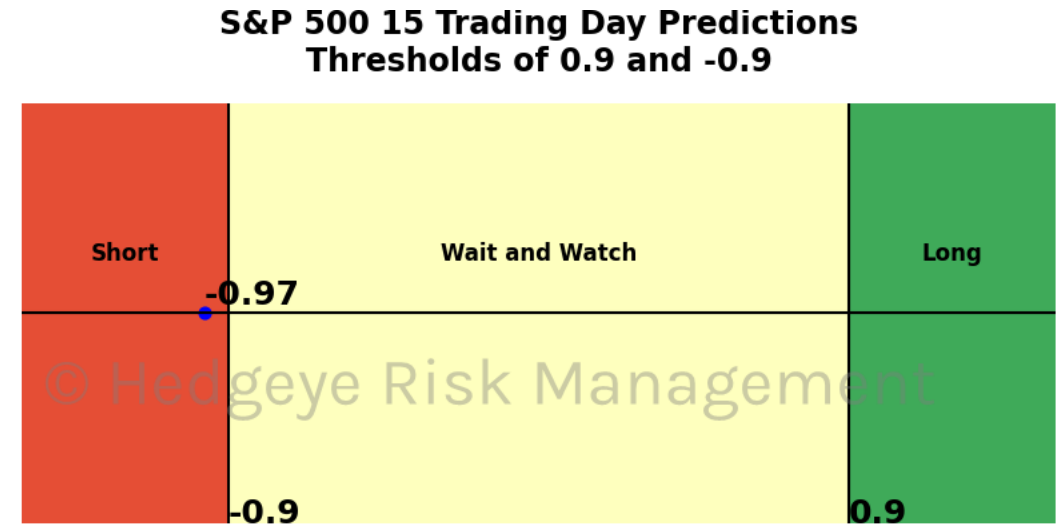 S&P 500 15 Trading Day Predictions
Thresholds of 0.9 and -0.9
Short
Wait and Watch
Long
-0.97
© Hedgeye Risk Management
-0.9
0.9